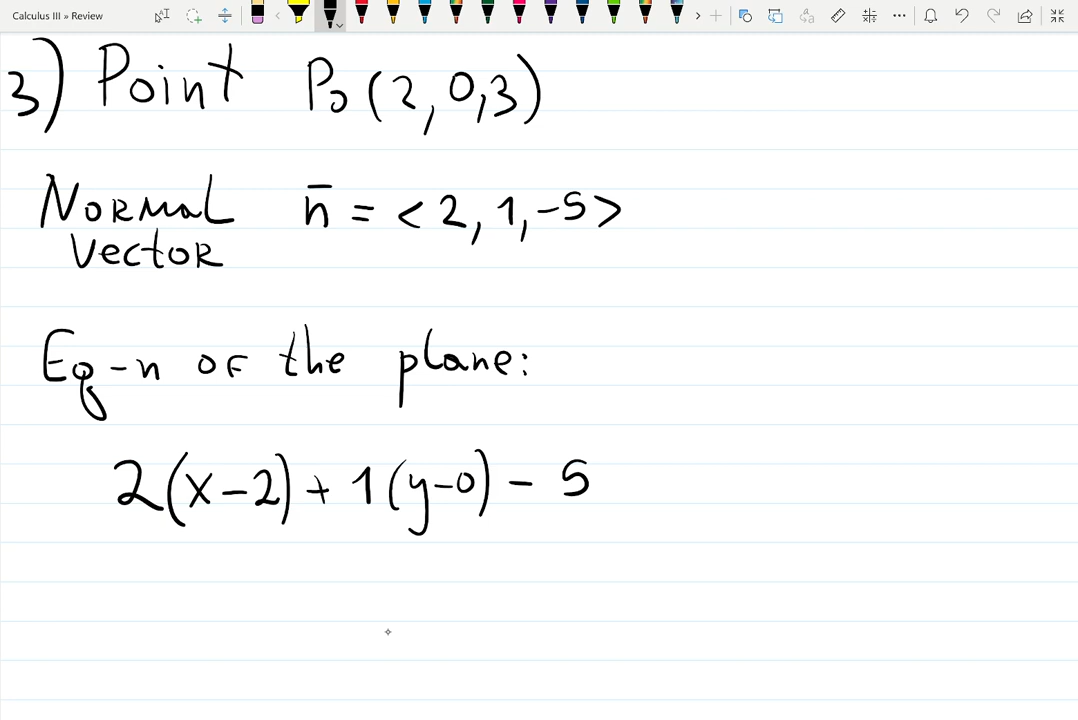 Calculus III » Review
3) Point P₀(2, 0, 3)
Normal n̄ = <2, 1, -5>
Vector
Eq-n of the plane:
2(x-2) + 1(y-0) - 5